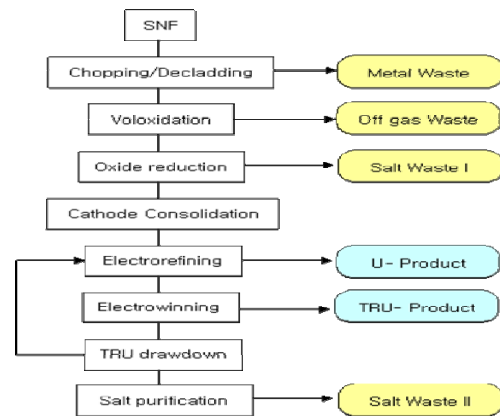 SNF
Chopping/Decladding
Metal Waste
Voloxidation
Off gas Waste
Oxide reduction
Salt Waste I
Cathode Consolidation
Electrorefining
U- Product
Electrowinning
TRU- Product
TRU drawdown
Salt purification
Salt Waste II